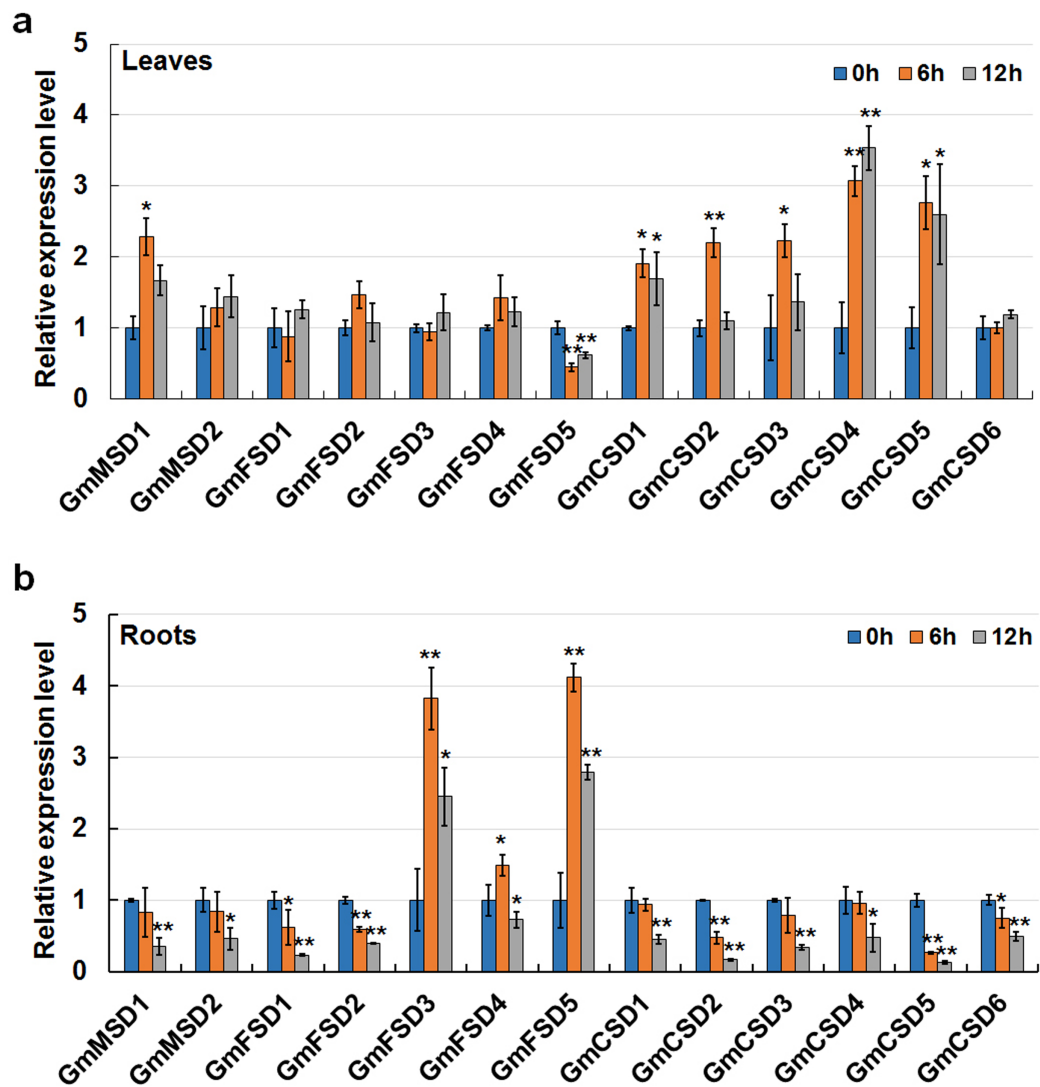 a
Leaves
0h 6h 12h
Relative expression level
5
4
3
2
1
0
* ** ** * * * ** * ** ** * *
GmMSD1 GmMSD2 GmFSD1 GmFSD2 GmFSD3 GmFSD4 GmFSD5 GmCSD1 GmCSD2 GmCSD3 GmCSD4 GmCSD5 GmCSD6
b
Roots
0h 6h 12h
Relative expression level
5
4
3
2
1
0
** * * ** ** ** ** * * * ** ** ** ** ** ** * ** ** * **
GmMSD1 GmMSD2 GmFSD1 GmFSD2 GmFSD3 GmFSD4 GmFSD5 GmCSD1 GmCSD2 GmCSD3 GmCSD4 GmCSD5 GmCSD6